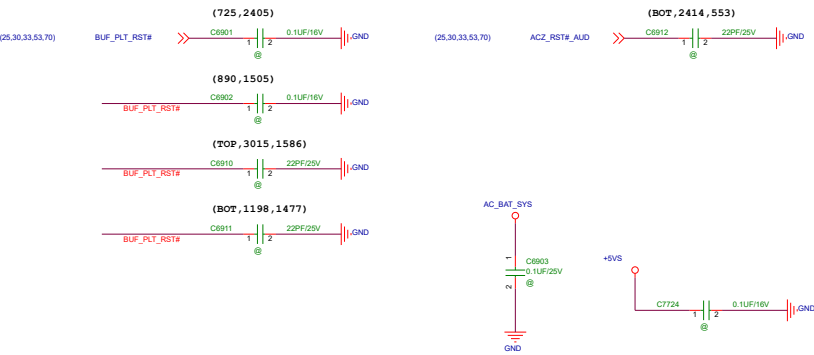 (725,2405)
(25,30,33,53,70) BUF_PLT_RST# C6901 0.1UF/16V GND
1 2
@
(BOT,2414,553)
(25,30,33,53,70) ACZ_RST#_AUD C6912 22PF/25V GND
1 2
@
(890,1505)
C6902 0.1UF/16V GND
BUF_PLT_RST# 1 2
@
(TOP,3015,1586)
C6910 22PF/25V GND
BUF_PLT_RST# 1 2
@
(BOT,1198,1477)
C6911 22PF/25V GND
BUF_PLT_RST# 1 2
@
AC_BAT_SYS
1
C6903
0.1UF/25V
@
2
GND
+5VS
C7724 0.1UF/16V GND
1 2
@